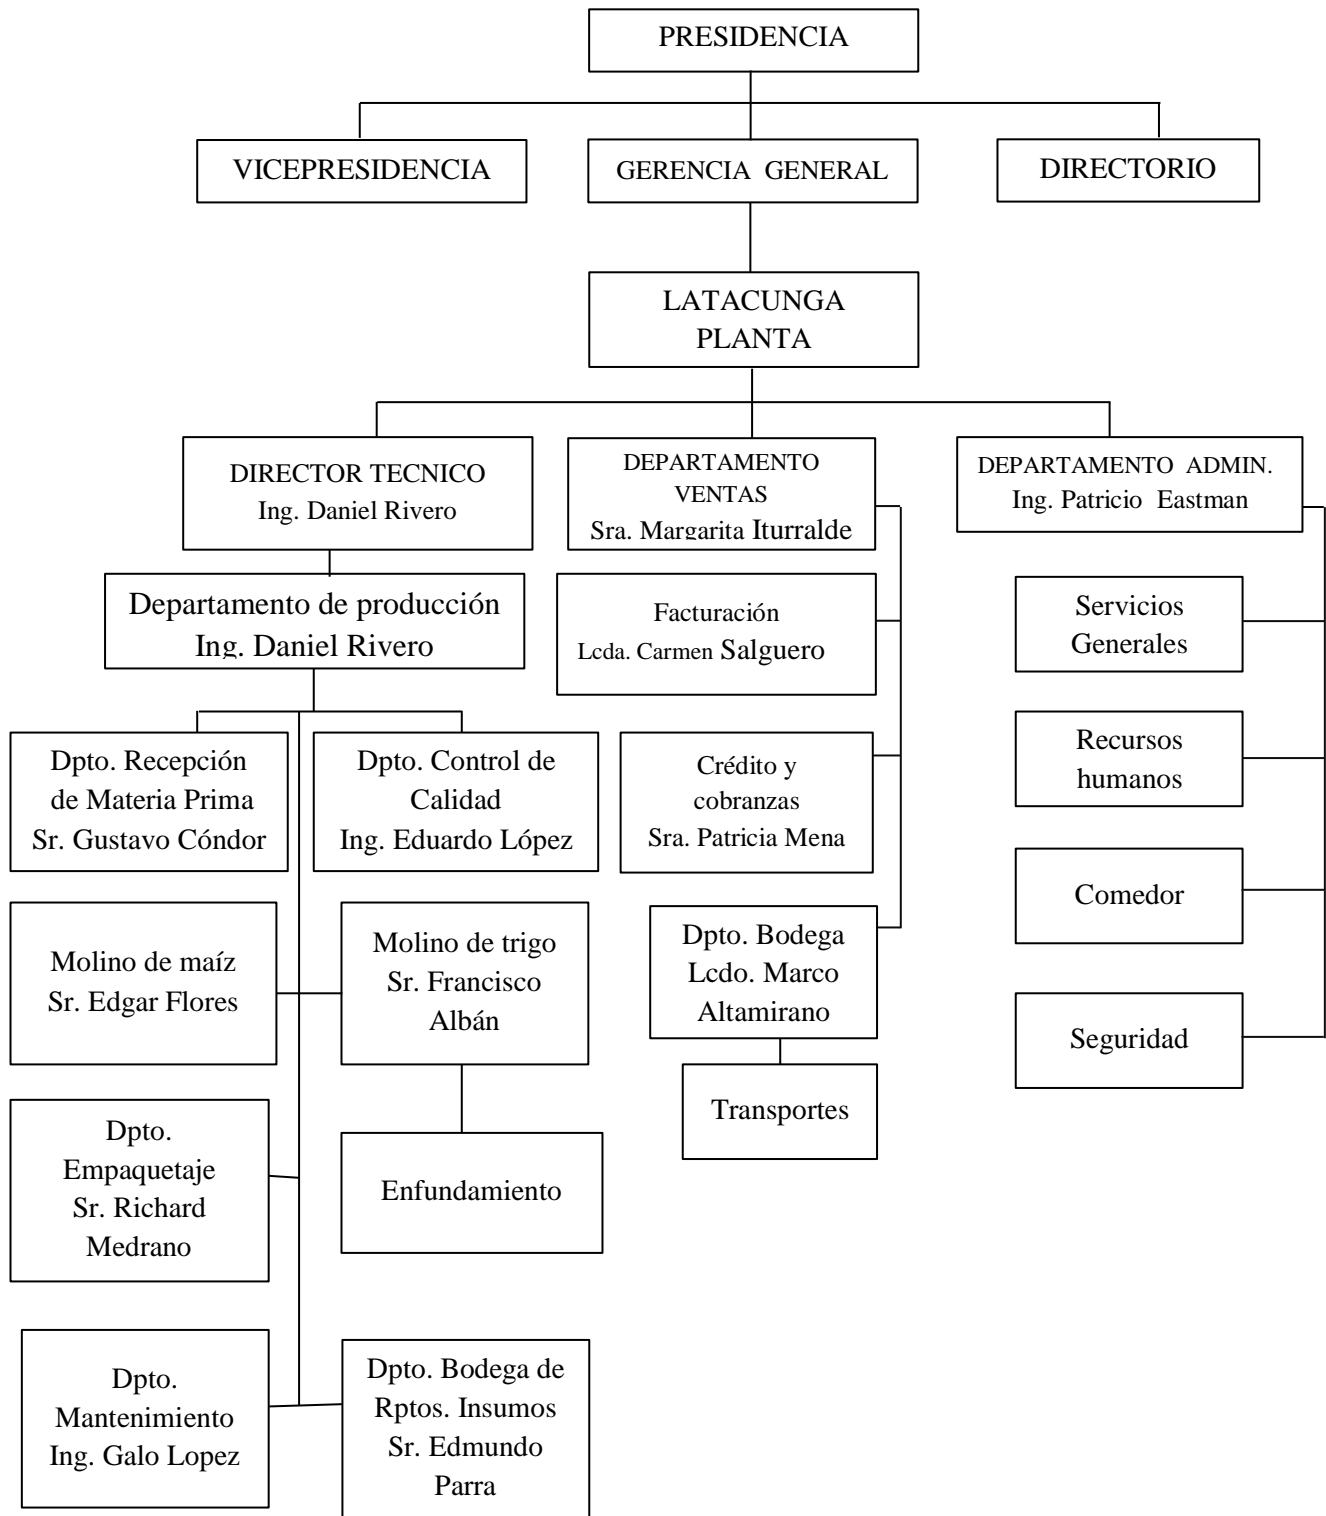 PRESIDENCIA
VICEPRESIDENCIA
GERENCIA GENERAL
DIRECTORIO
LATACUNGA
PLANTA
DIRECTOR TECNICO
Ing. Daniel Rivero
DEPARTAMENTO
VENTAS
Sra. Margarita Iturralde
DEPARTAMENTO ADMIN.
Ing. Patricio Eastman
Departamento de producción
Ing. Daniel Rivero
Facturación
Lcda. Carmen Salguero
Servicios
Generales
Dpto. Recepción
de Materia Prima
Sr. Gustavo Cóndor
Dpto. Control de
Calidad
Ing. Eduardo López
Crédito y
cobranzas
Sra. Patricia Mena
Recursos
humanos
Comedor
Molino de maíz
Sr. Edgar Flores
Molino de trigo
Sr. Francisco
Albán
Dpto. Bodega
Lcdo. Marco
Altamirano
Seguridad
Transportes
Dpto.
Empaquetaje
Sr. Richard
Medrano
Enfundamiento
Dpto.
Mantenimiento
Ing. Galo Lopez
Dpto. Bodega de
Rptos. Insumos
Sr. Edmundo
Parra